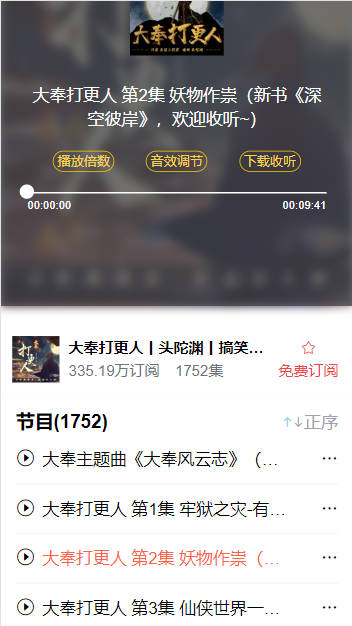 大奉打更人
大奉打更人 第2集 妖物作祟（新书《深
空彼岸》，欢迎收听~）
播放倍数 音效调节 下载收听
00:00:00 00:09:41
打更人
大奉打更人丨头陀渊丨搞笑...
335.19万订阅 1752集 免费订阅
节目(1752) ↑↓正序
大奉主题曲《大奉风云志》（... ...
大奉打更人 第1集 牢狱之灾-有... ...
大奉打更人 第2集 妖物作祟（... ...
大奉打更人 第3集 仙侠世界一... ...